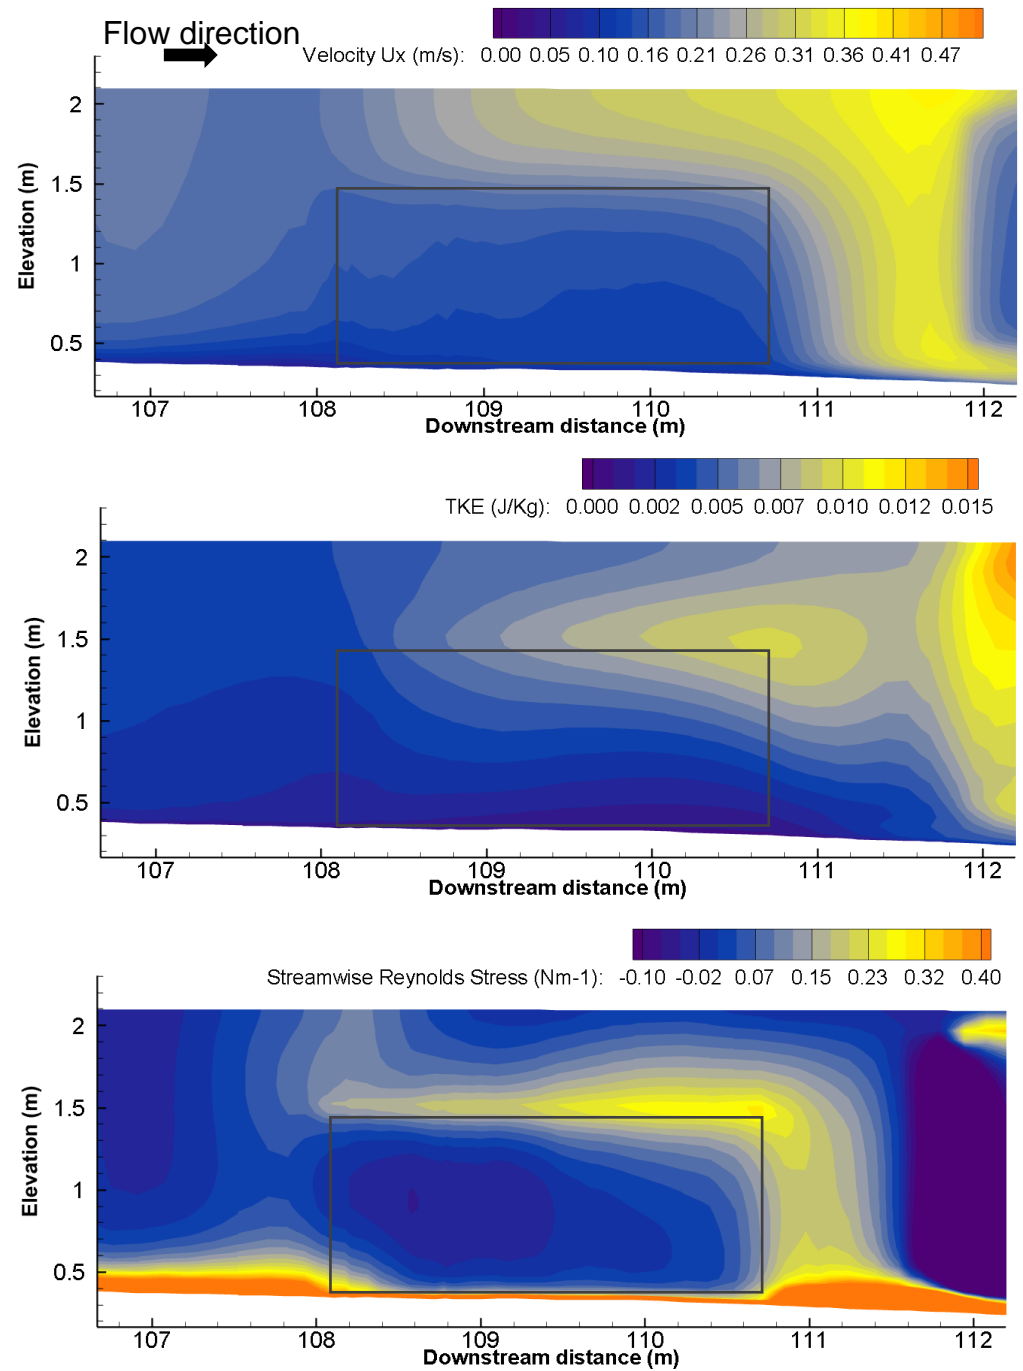 Flow direction
Velocity Ux (m/s): 0.00 0.05 0.10 0.16 0.21 0.26 0.31 0.36 0.41 0.47
Elevation (m)
2
1.5
1
0.5
107 108 109 110 111 112
Downstream distance (m)
TKE (J/Kg): 0.000 0.002 0.005 0.007 0.010 0.012 0.015
Elevation (m)
2
1.5
1
0.5
107 108 109 110 111 112
Downstream distance (m)
Streamwise Reynolds Stress (Nm-1): -0.10 -0.02 0.07 0.15 0.23 0.32 0.40
Elevation (m)
2
1.5
1
0.5
107 108 109 110 111 112
Downstream distance (m)